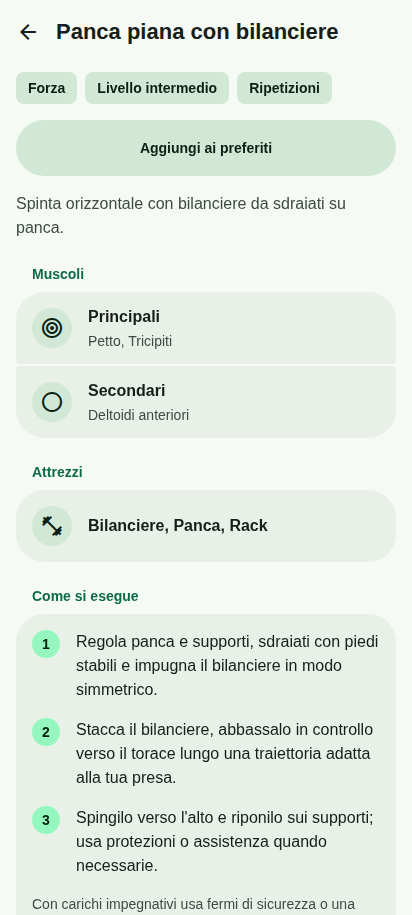 Panca piana con bilanciere
Forza
Livello intermedio
Ripetizioni
Aggiungi ai preferiti
Spinta orizzontale con bilanciere da sdraiati su
panca.
Muscoli
Principali
Petto, Tricipiti
Secondari
Deltoidi anteriori
Attrezzi
Bilanciere, Panca, Rack
Come si esegue
1
Regola panca e supporti, sdraiati con piedi
stabili e impugna il bilanciere in modo
simmetrico.
2
Stacca il bilanciere, abbassalo in controllo
verso il torace lungo una traiettoria adatta
alla tua presa.
3
Spingilo verso l'alto e riponilo sui supporti;
usa protezioni o assistenza quando
necessarie.
Con carichi impegnativi usa fermi di sicurezza o una